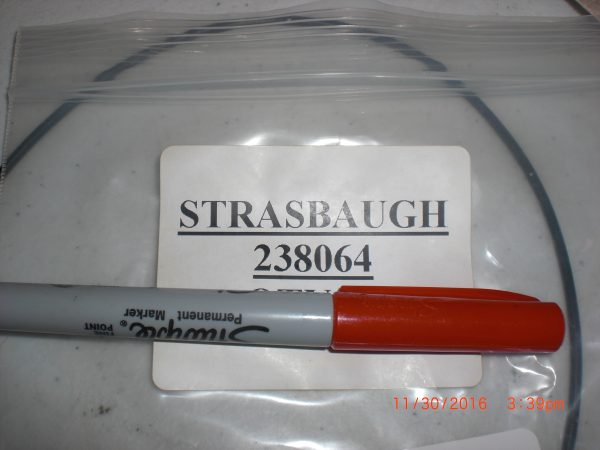 STRASBAUGH
238064
Sharpie®
Permanent Marker
FINE POINT
11/30/2016 3:39pm